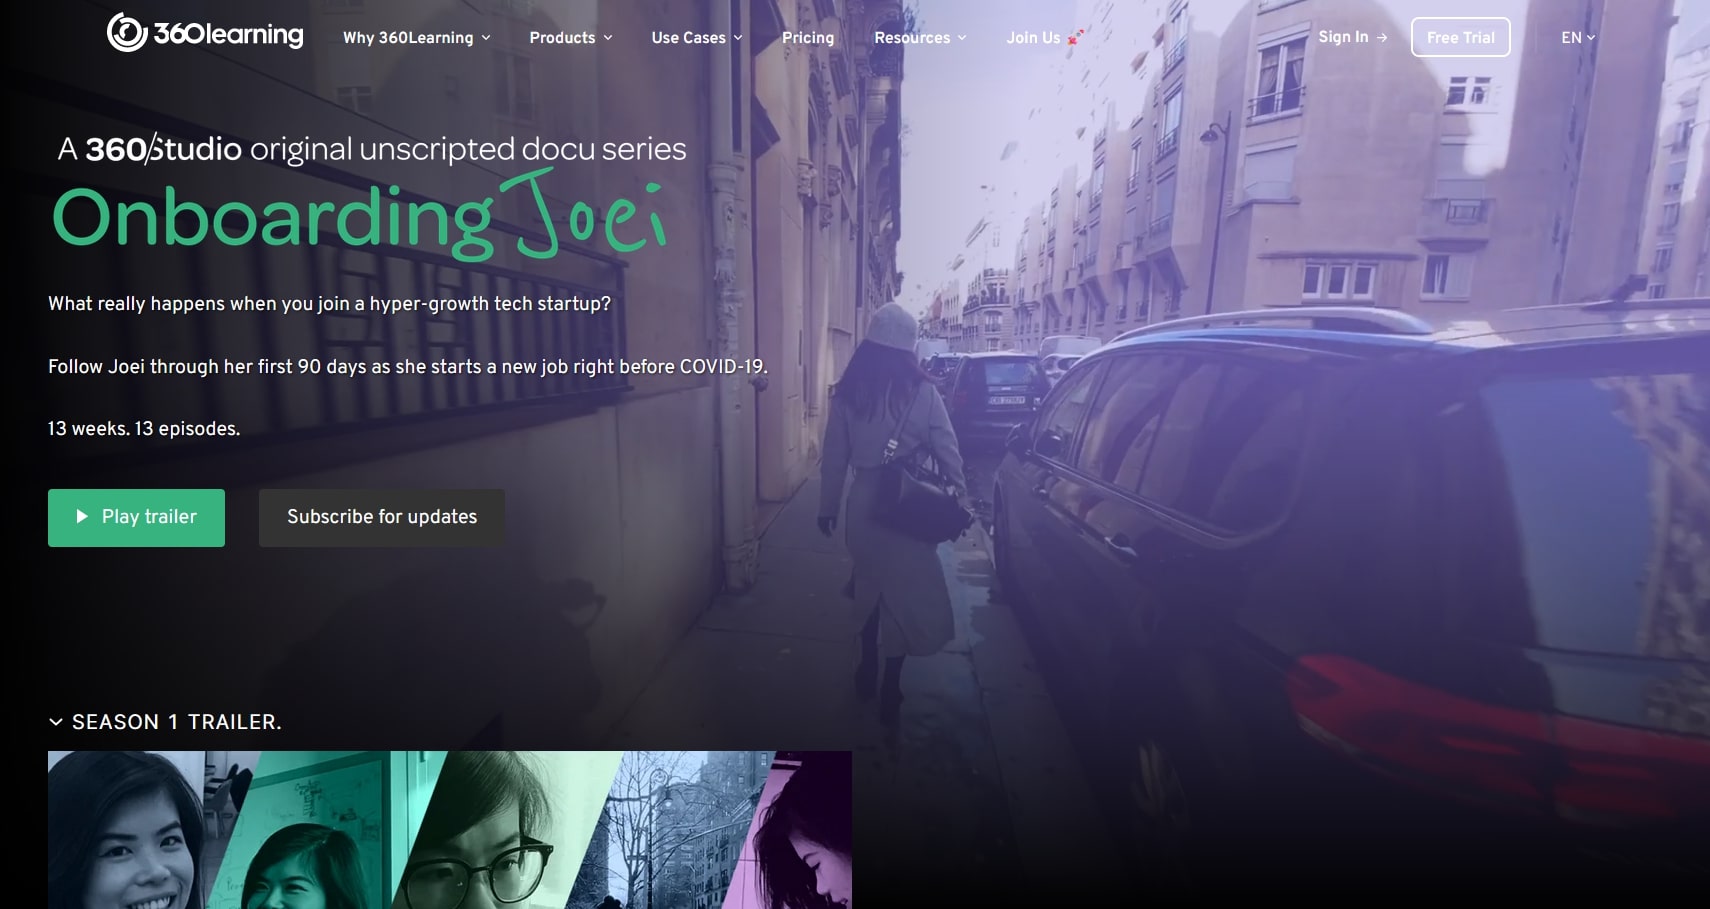 360learning
Why 360Learning
Products
Use Cases
Pricing
Resources
Join Us
Sign In →
Free Trial
EN
A 360/Studio original unscripted docu series
Onboarding Joei
What really happens when you join a hyper-growth tech startup?
Follow Joei through her first 90 days as she starts a new job right before COVID-19.
13 weeks. 13 episodes.
Play trailer
Subscribe for updates
SEASON 1 TRAILER.